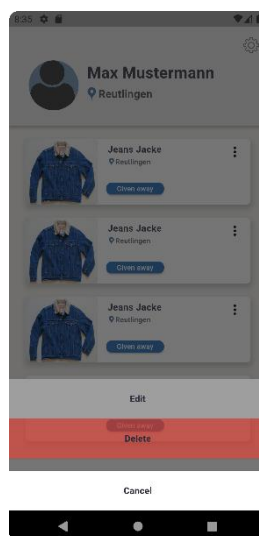 8:35
Max Mustermann
Reutlingen
Jeans Jacke
Reutlingen
Given away
Jeans Jacke
Reutlingen
Given away
Jeans Jacke
Reutlingen
Given away
Edit
Given away
Delete
Cancel